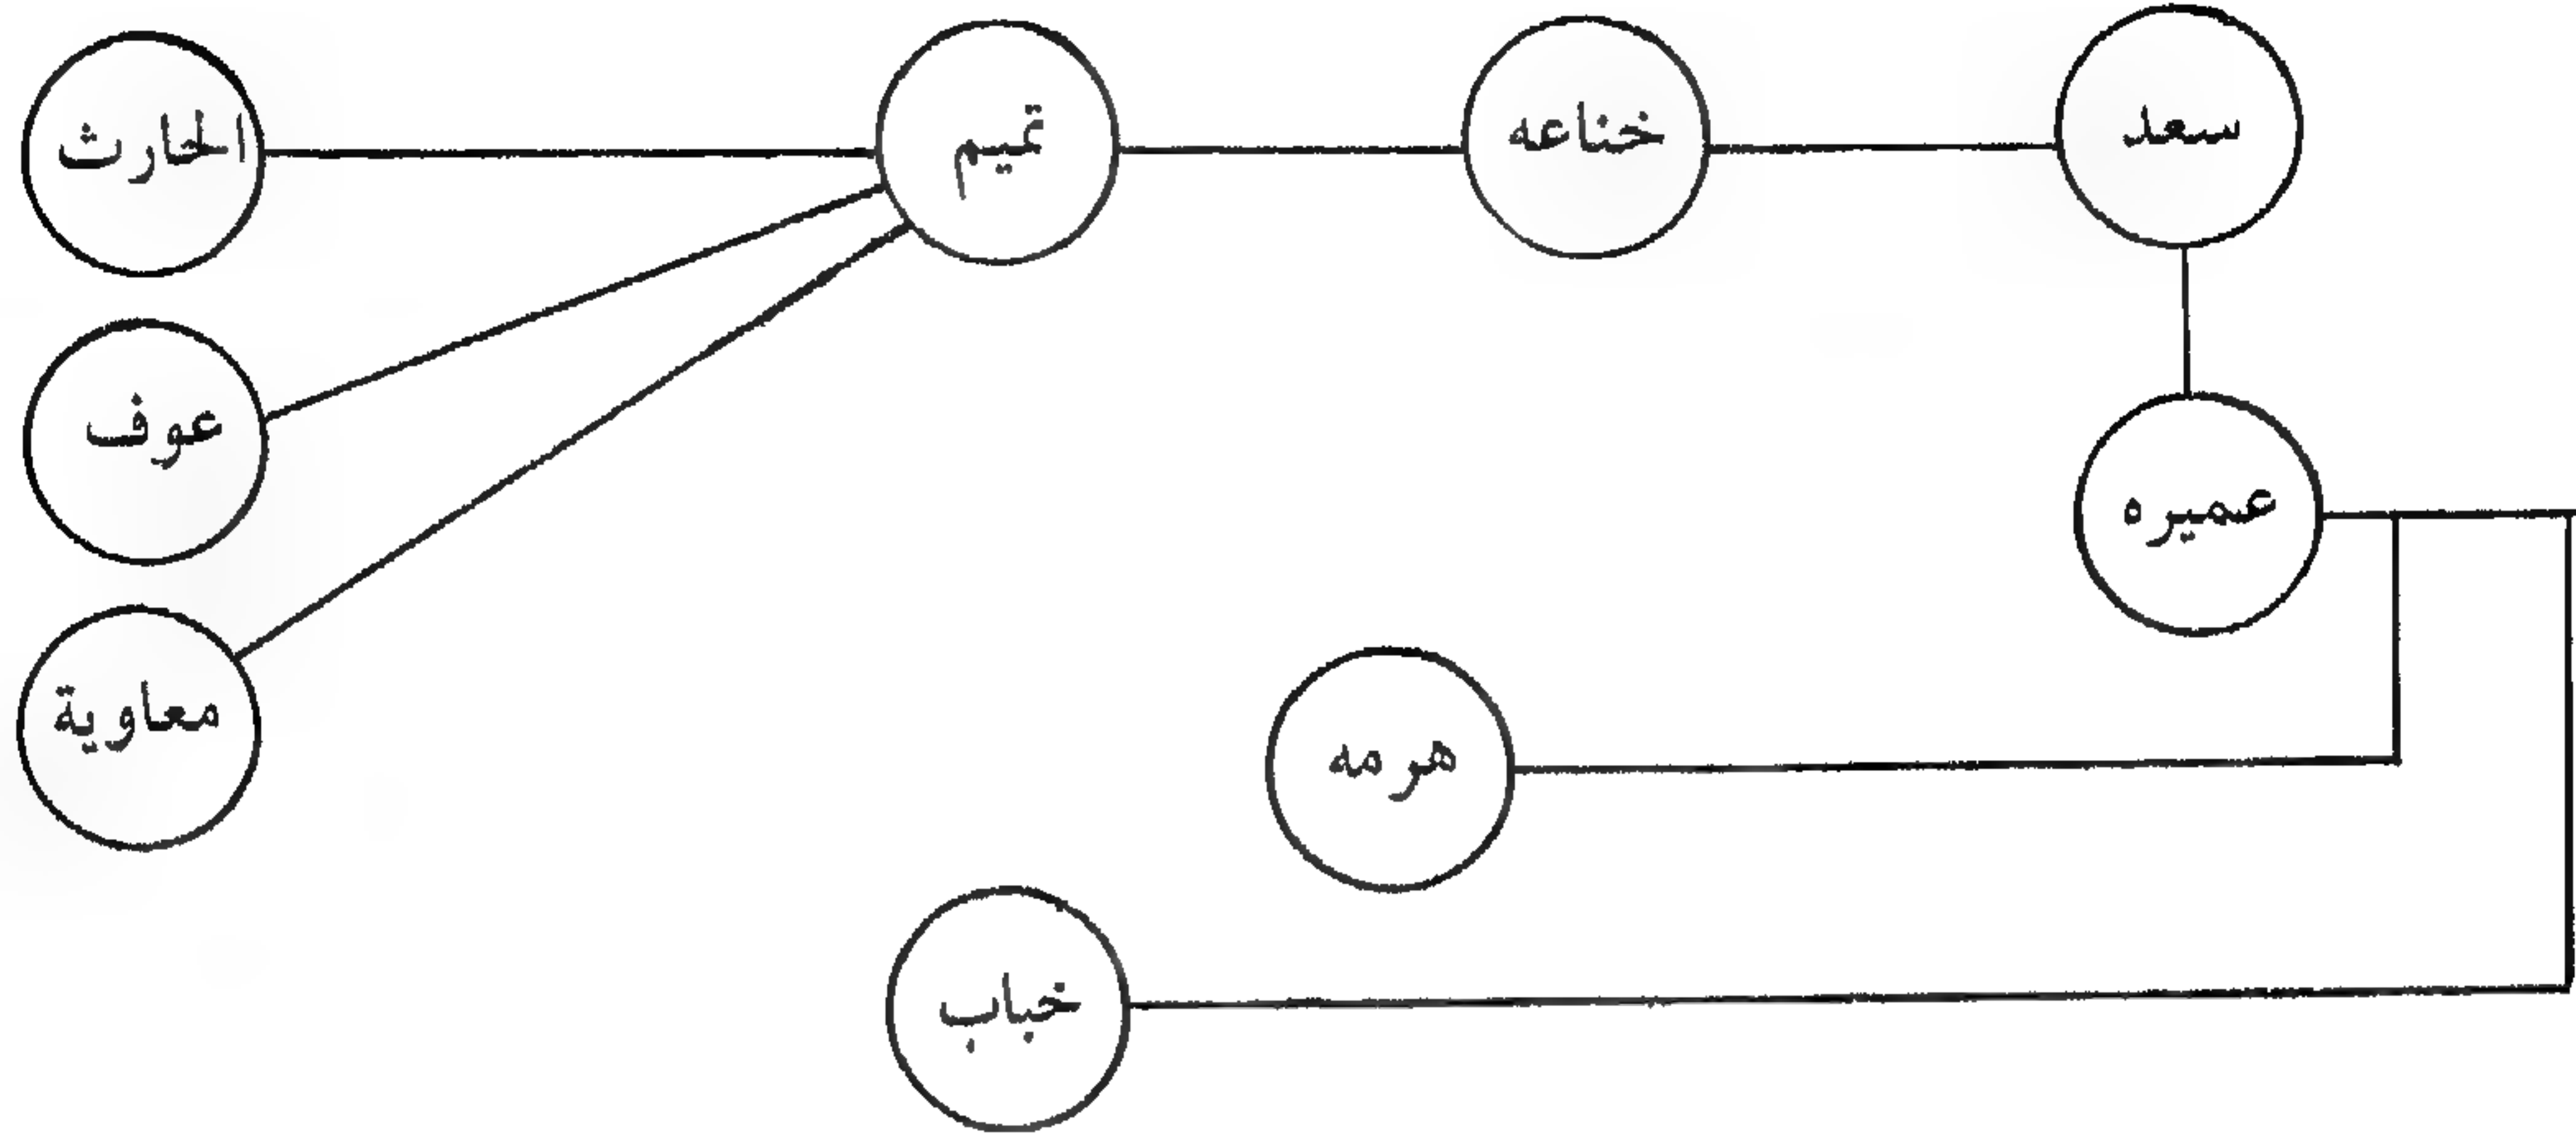 سعد
خناعه
تميم
الحارث
عوف
عميره
معاوية
هرمه
خباب